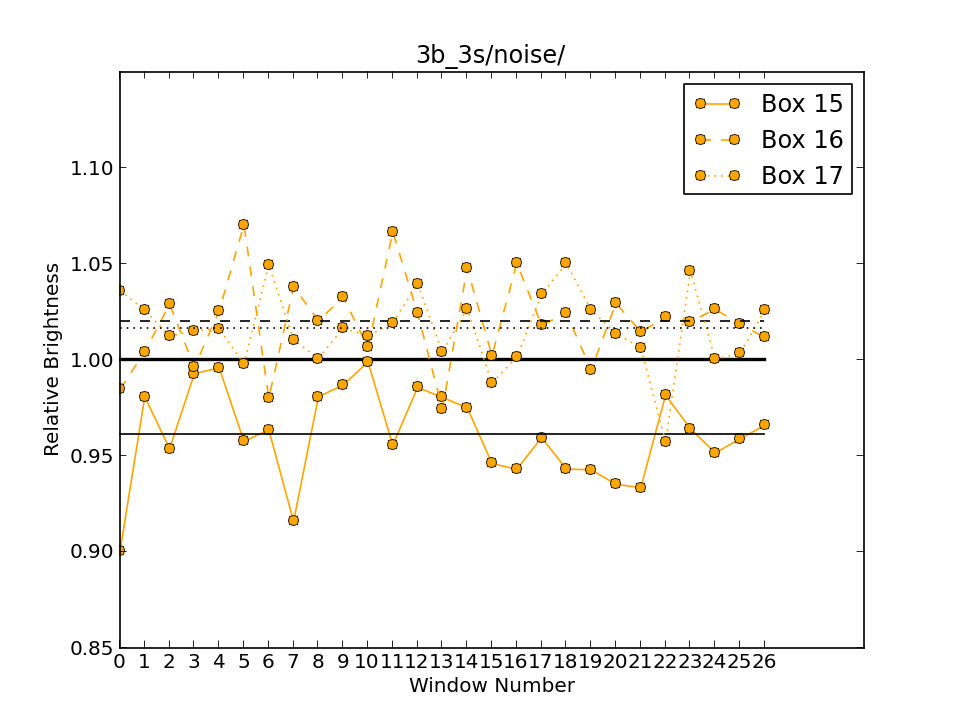 3b_3s/noise/
Box 15
Box 16
Box 17
1.10
1.05
1.00
0.95
0.90
0.85
Relative Brightness
0 1 2 3 4 5 6 7 8 9 10 11 12 13 14 15 16 17 18 19 20 21 22 23 24 25 26
Window Number